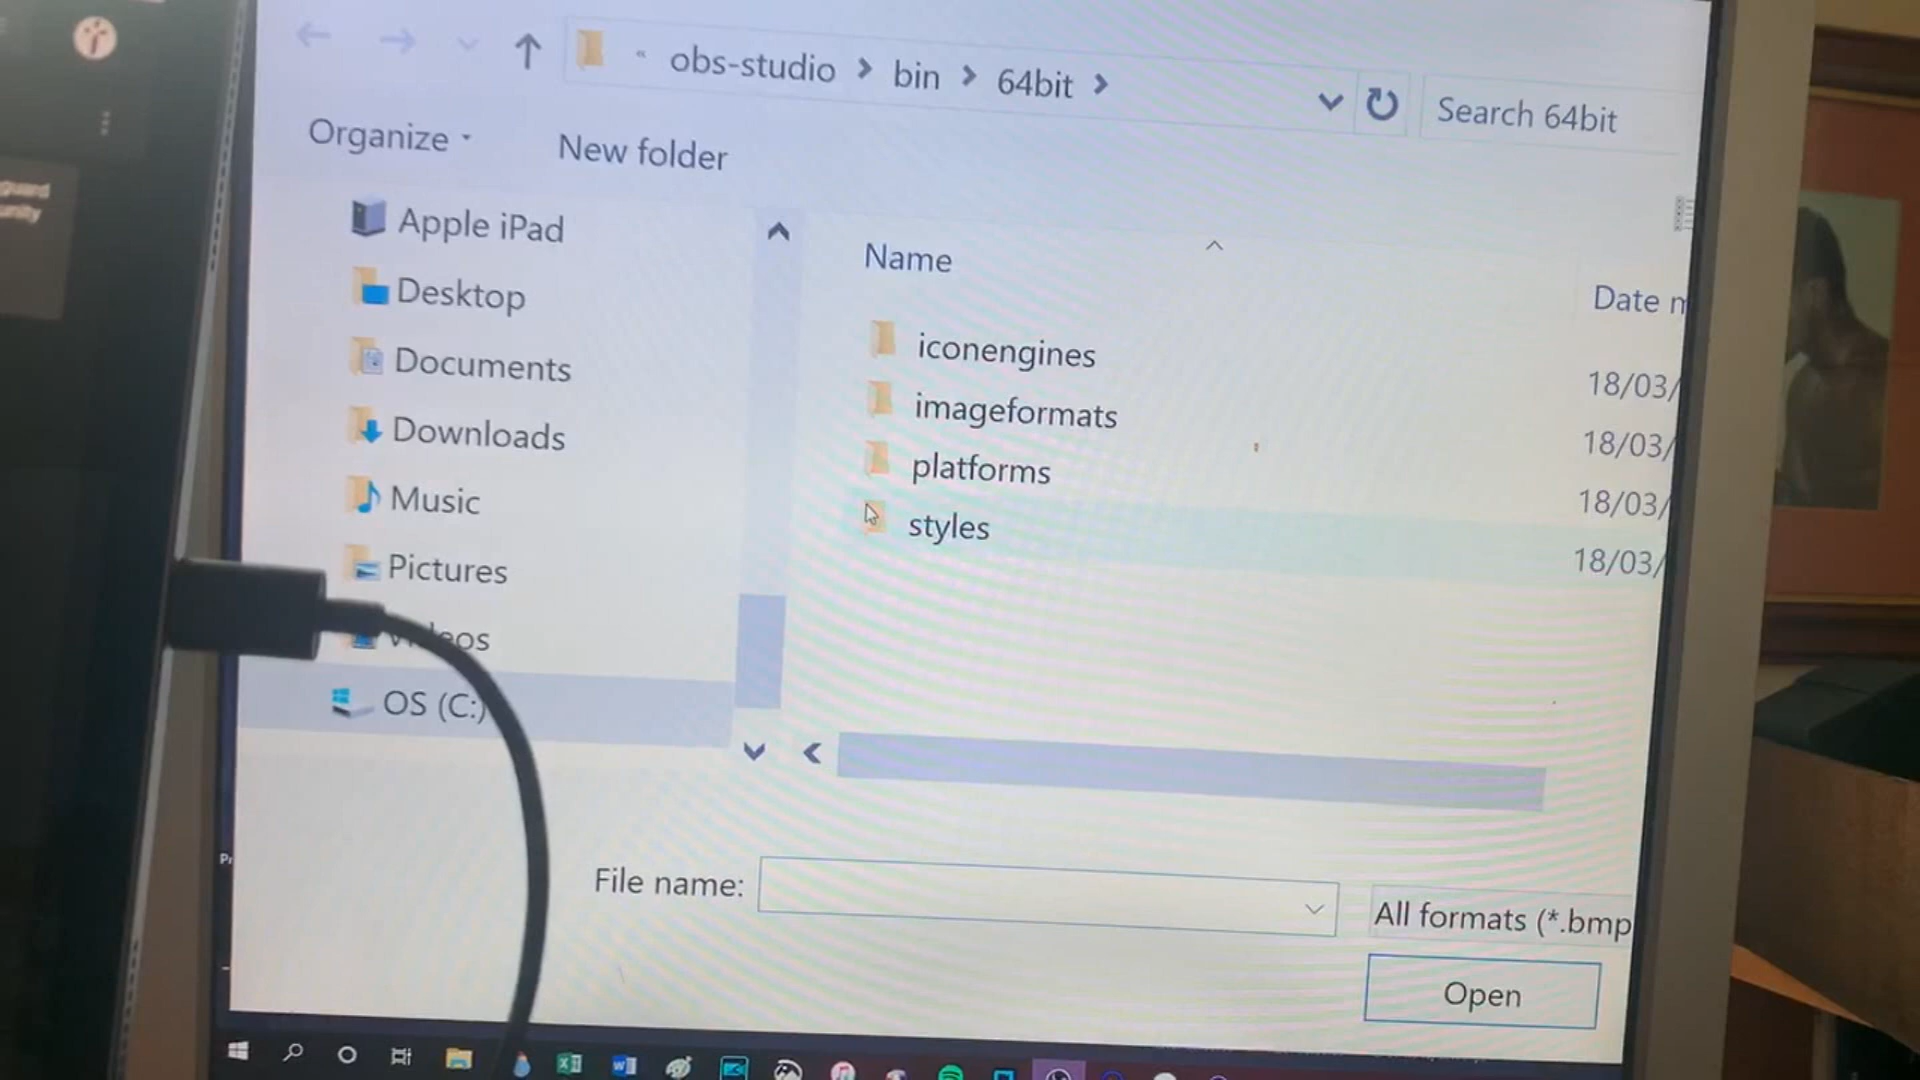 « obs-studio > bin > 64bit >
Search 64bit
Organize
New folder
Apple iPad
Desktop
Documents
Downloads
Music
Pictures
OS (C:)
Name
Date m
iconengines
18/03/
imageformats
18/03/
platforms
18/03/
styles
18/03/
File name:
All formats (*.bmp
Open